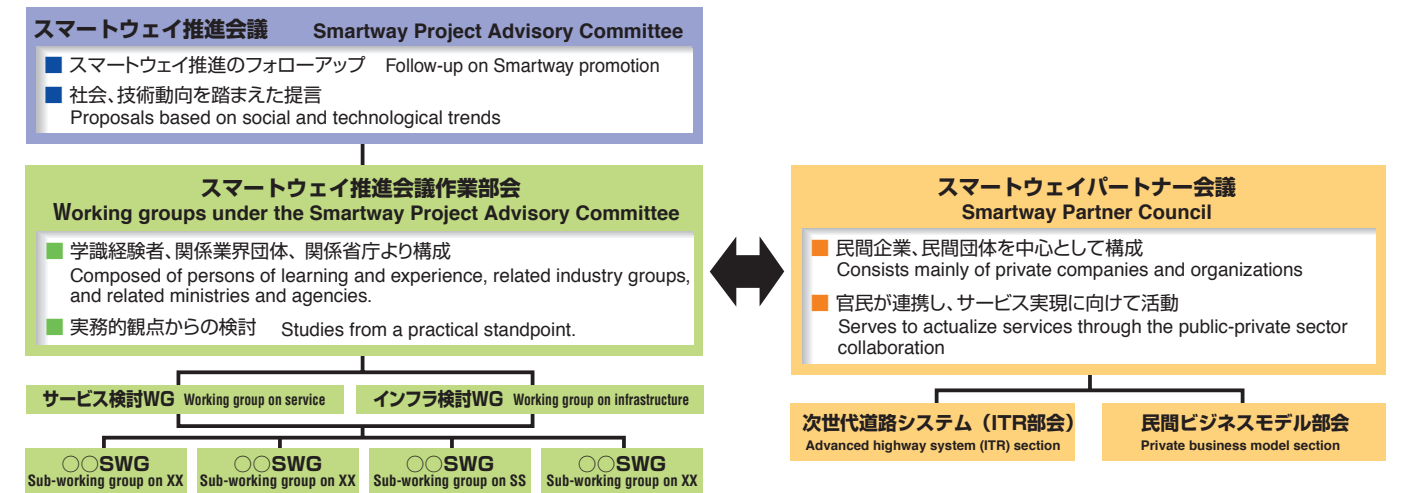 スマートウェイ推進会議 Smartway Project Advisory Committee
スマートウェイ推進のフォローアップ Follow-up on Smartway promotion
社会、技術動向を踏まえた提言
Proposals based on social and technological trends
スマートウェイ推進会議作業部会
Working groups under the Smartway Project Advisory Committee
学識経験者、関係業界団体、関係省庁より構成
Composed of persons of learning and experience, related industry groups,
and related ministries and agencies.
実務的観点からの検討 Studies from a practical standpoint.
サービス検討WG Working group on service
インフラ検討WG Working group on infrastructure
○○SWG
Sub-working group on XX
○○SWG
Sub-working group on XX
○○SWG
Sub-working group on SS
○○SWG
Sub-working group on XX
スマートウェイパートナー会議
Smartway Partner Council
民間企業、民間団体を中心として構成
Consists mainly of private companies and organizations
官民が連携し、サービス実現に向けて活動
Serves to actualize services through the public-private sector
collaboration
次世代道路システム（ITR部会）
Advanced highway system (ITR) section
民間ビジネスモデル部会
Private business model section